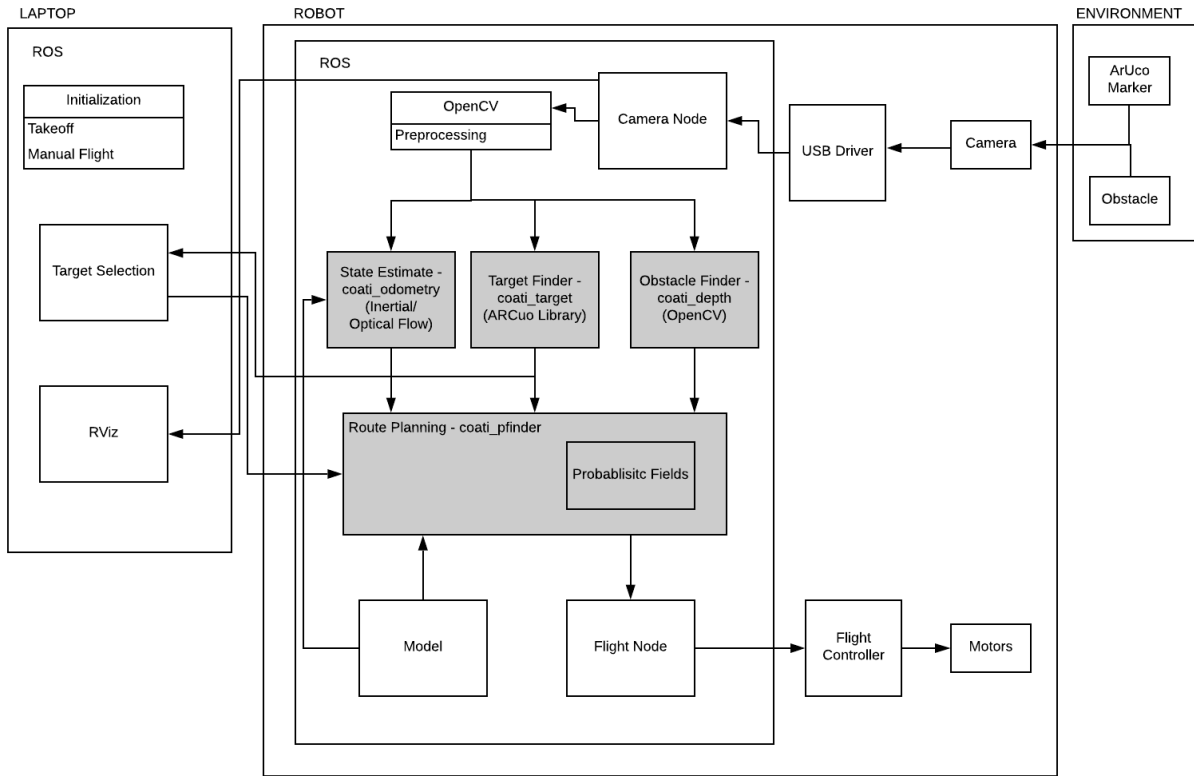 LAPTOP
ROS
Initialization
Takeoff
Manual Flight
Target Selection
RViz
ROBOT
ROS
OpenCV
Preprocessing
Camera Node
USB Driver
Camera
ENVIRONMENT
ArUco
Marker
Obstacle
State Estimate -
coati_odometry
(Inertial/
Optical Flow)
Target Finder -
coati_target
(ARCuo Library)
Obstacle Finder -
coati_depth
(OpenCV)
Route Planning - coati_pfinder
Probablisitc Fields
Model
Flight Node
Flight
Controller
Motors